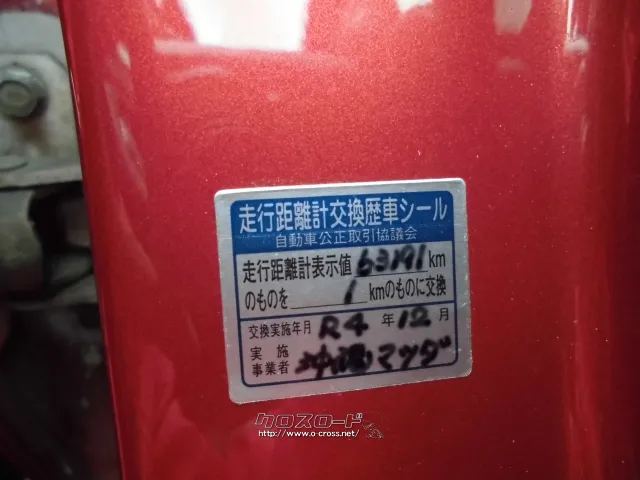 走行距離計交換歴車シール
自動車公正取引協議会
走行距離計表示値 63191 km
のものを 1 kmのものに交換
交換実施年月 R4 年 12 月
実施
事業者 沖縄マツダ
クロスロード
http://www.o-cross.net/